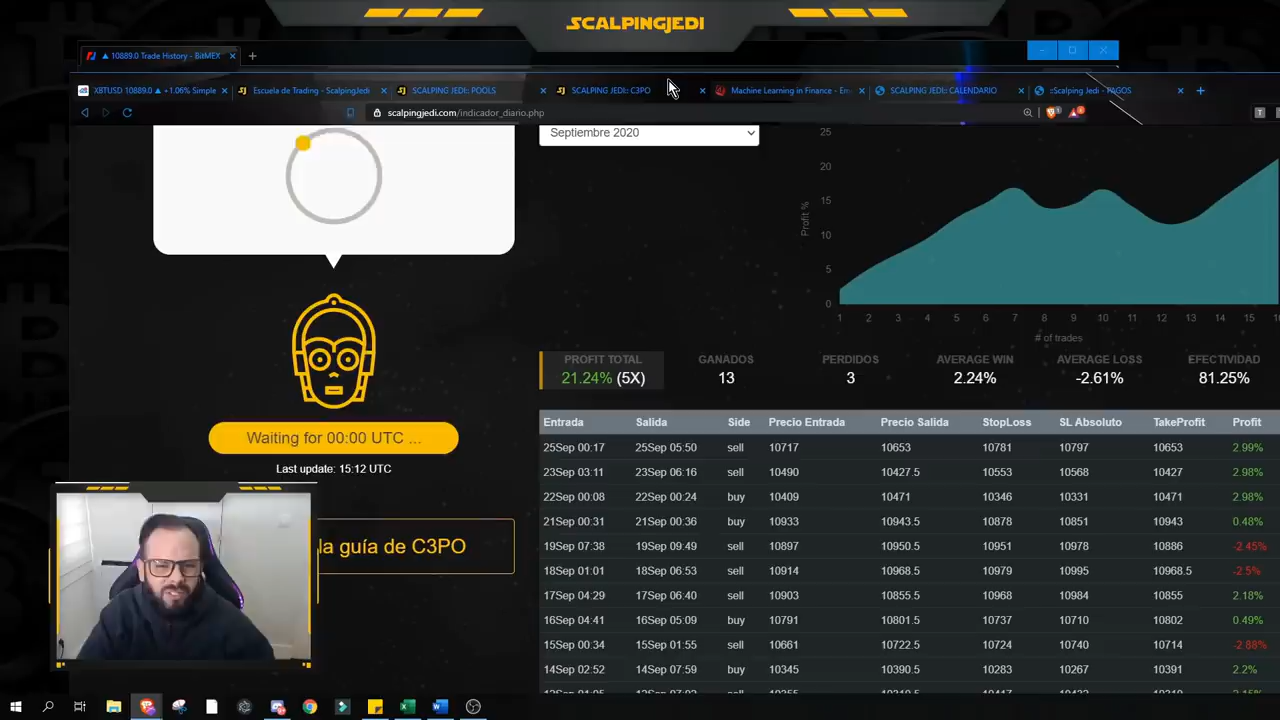 SCALPINGJEDI
▲ 10889.0 Trade History - BitMEX
XBTUSD 10889.0 ▲ +1.06% Simple
Escuela de Trading - ScalpingJedi
SCALPING JEDI: POOLS
SCALPING JEDI: C3PO
Machine Learning in Finance - Em
SCALPING JEDI: CALENDARIO
::Scalping Jedi - PAGOS
scalpingjedi.com/indicador_diario.php
Septiembre 2020
25
20
15
10
5
0
Profit %
1 2 3 4 5 6 7 8 9 10 11 12 13 14 15
# of trades
PROFIT TOTAL GANADOS PERDIDOS AVERAGE WIN AVERAGE LOSS EFECTIVIDAD
21.24% (5X) 13 3 2.24% -2.61% 81.25%
Waiting for 00:00 UTC ...
Last update: 15:12 UTC
la guía de C3PO
Entrada Salida Side Precio Entrada Precio Salida StopLoss SL Absoluto TakeProfit Profit
25Sep 00:17 25Sep 05:50 sell 10717 10653 10781 10797 10653 2.99%
23Sep 03:11 23Sep 06:16 sell 10490 10427.5 10553 10568 10427 2.98%
22Sep 00:08 22Sep 00:24 buy 10409 10471 10346 10331 10471 2.98%
21Sep 00:31 21Sep 00:36 buy 10933 10943.5 10878 10851 10943 0.48%
19Sep 07:38 19Sep 09:49 sell 10897 10950.5 10951 10978 10886 -2.45%
18Sep 01:01 18Sep 06:53 sell 10914 10968.5 10979 10995 10968.5 -2.5%
17Sep 04:29 17Sep 06:40 sell 10903 10855.5 10968 10984 10855 2.18%
16Sep 04:41 16Sep 05:09 buy 10791 10801.5 10737 10710 10802 0.49%
15Sep 00:34 15Sep 01:55 sell 10661 10722.5 10724 10740 10714 -2.88%
14Sep 02:52 14Sep 07:59 buy 10345 10390.5 10283 10267 10391 2.2%